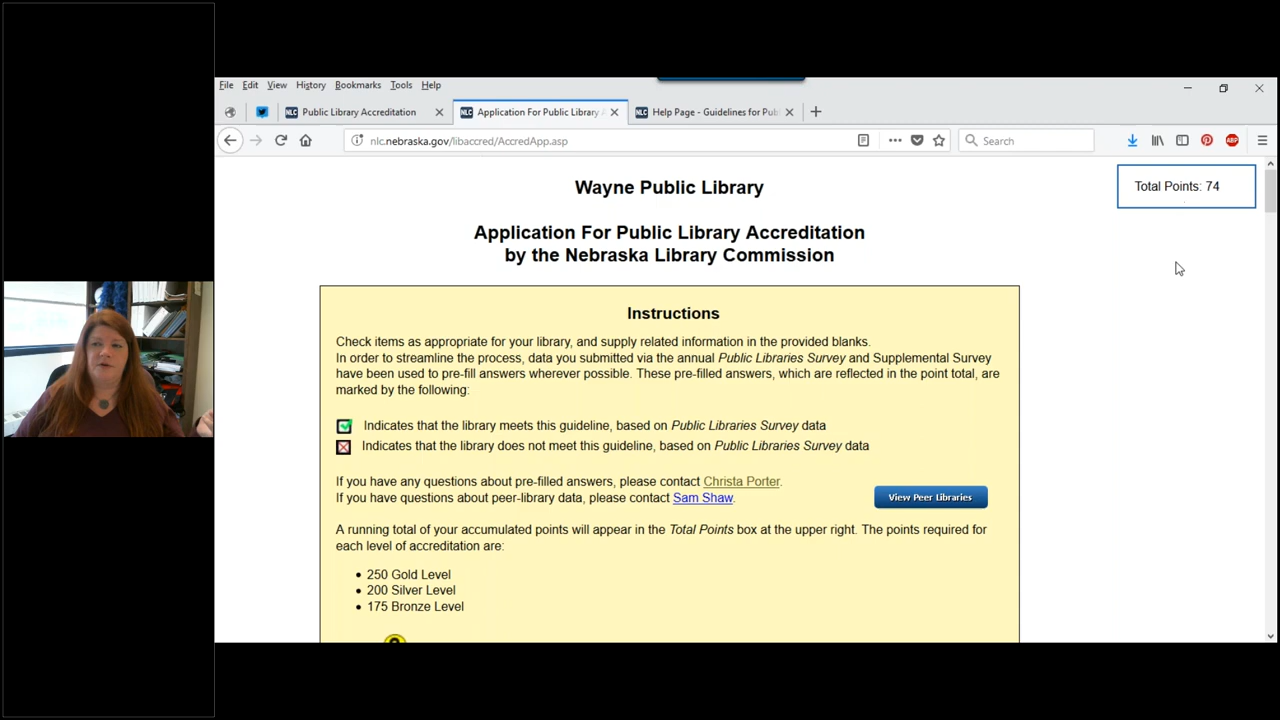 File Edit View History Bookmarks Tools Help
NLC Public Library Accreditation
NLC Application For Public Library A
NLC Help Page - Guidelines for Pub
nlc.nebraska.gov/libaccred/AccredApp.asp
Search
ABP
Wayne Public Library
Total Points: 74
Application For Public Library Accreditation
by the Nebraska Library Commission
Instructions
Check items as appropriate for your library, and supply related information in the provided blanks.
In order to streamline the process, data you submitted via the annual Public Libraries Survey and Supplemental Survey
have been used to pre-fill answers wherever possible. These pre-filled answers, which are reflected in the point total, are
marked by the following:
Indicates that the library meets this guideline, based on Public Libraries Survey data
Indicates that the library does not meet this guideline, based on Public Libraries Survey data
If you have any questions about pre-filled answers, please contact Christa Porter.
If you have questions about peer-library data, please contact Sam Shaw.
View Peer Libraries
A running total of your accumulated points will appear in the Total Points box at the upper right. The points required for
each level of accreditation are:
• 250 Gold Level
• 200 Silver Level
• 175 Bronze Level